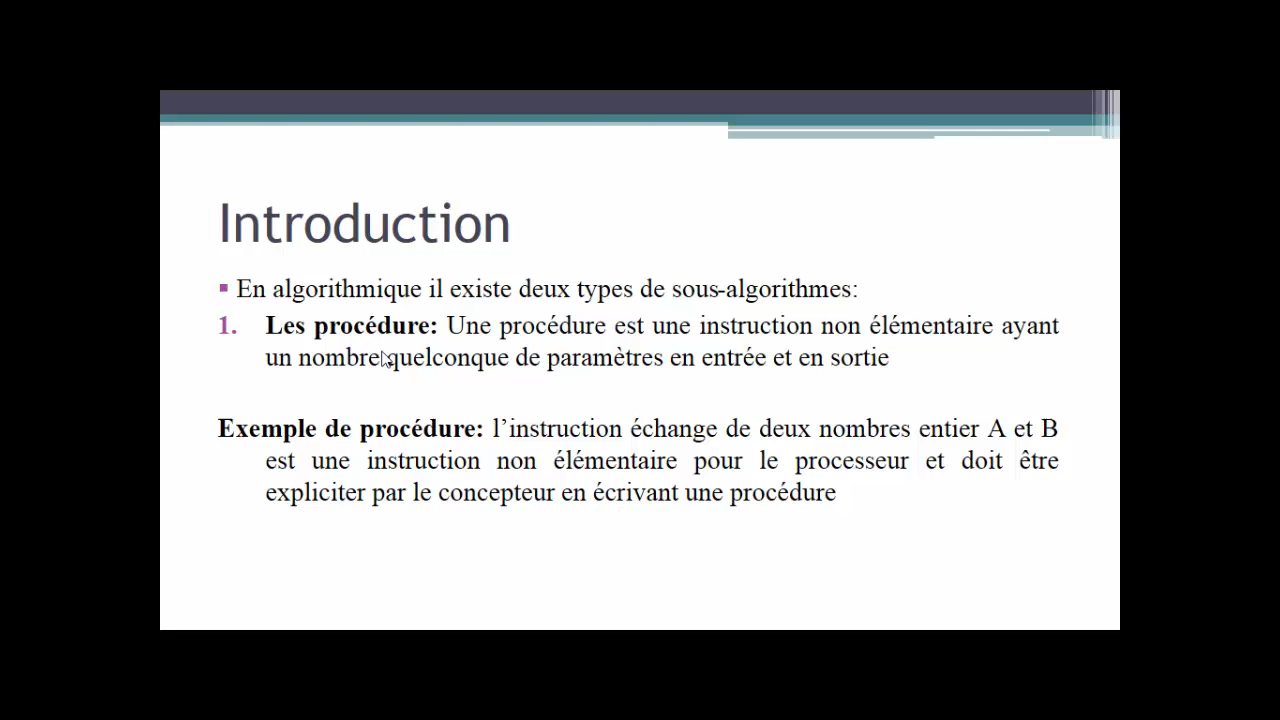 Introduction
▪ En algorithmique il existe deux types de sous-algorithmes:
1. Les procédure: Une procédure est une instruction non élémentaire ayant
un nombre quelconque de paramètres en entrée et en sortie
Exemple de procédure: l’instruction échange de deux nombres entier A et B
est une instruction non élémentaire pour le processeur et doit être
expliciter par le concepteur en écrivant une procédure